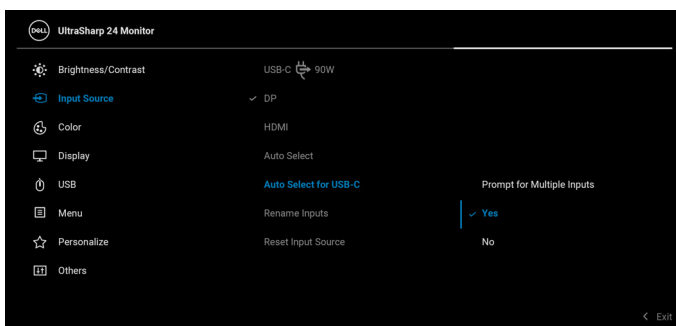 DELL UltraSharp 24 Monitor
Brightness/Contrast
Input Source
Color
Display
USB
Menu
Personalize
Others
USB-C 90W
✓ DP
HDMI
Auto Select
Auto Select for USB-C
Rename Inputs
Reset Input Source
Prompt for Multiple Inputs
✓ Yes
No
< Exit